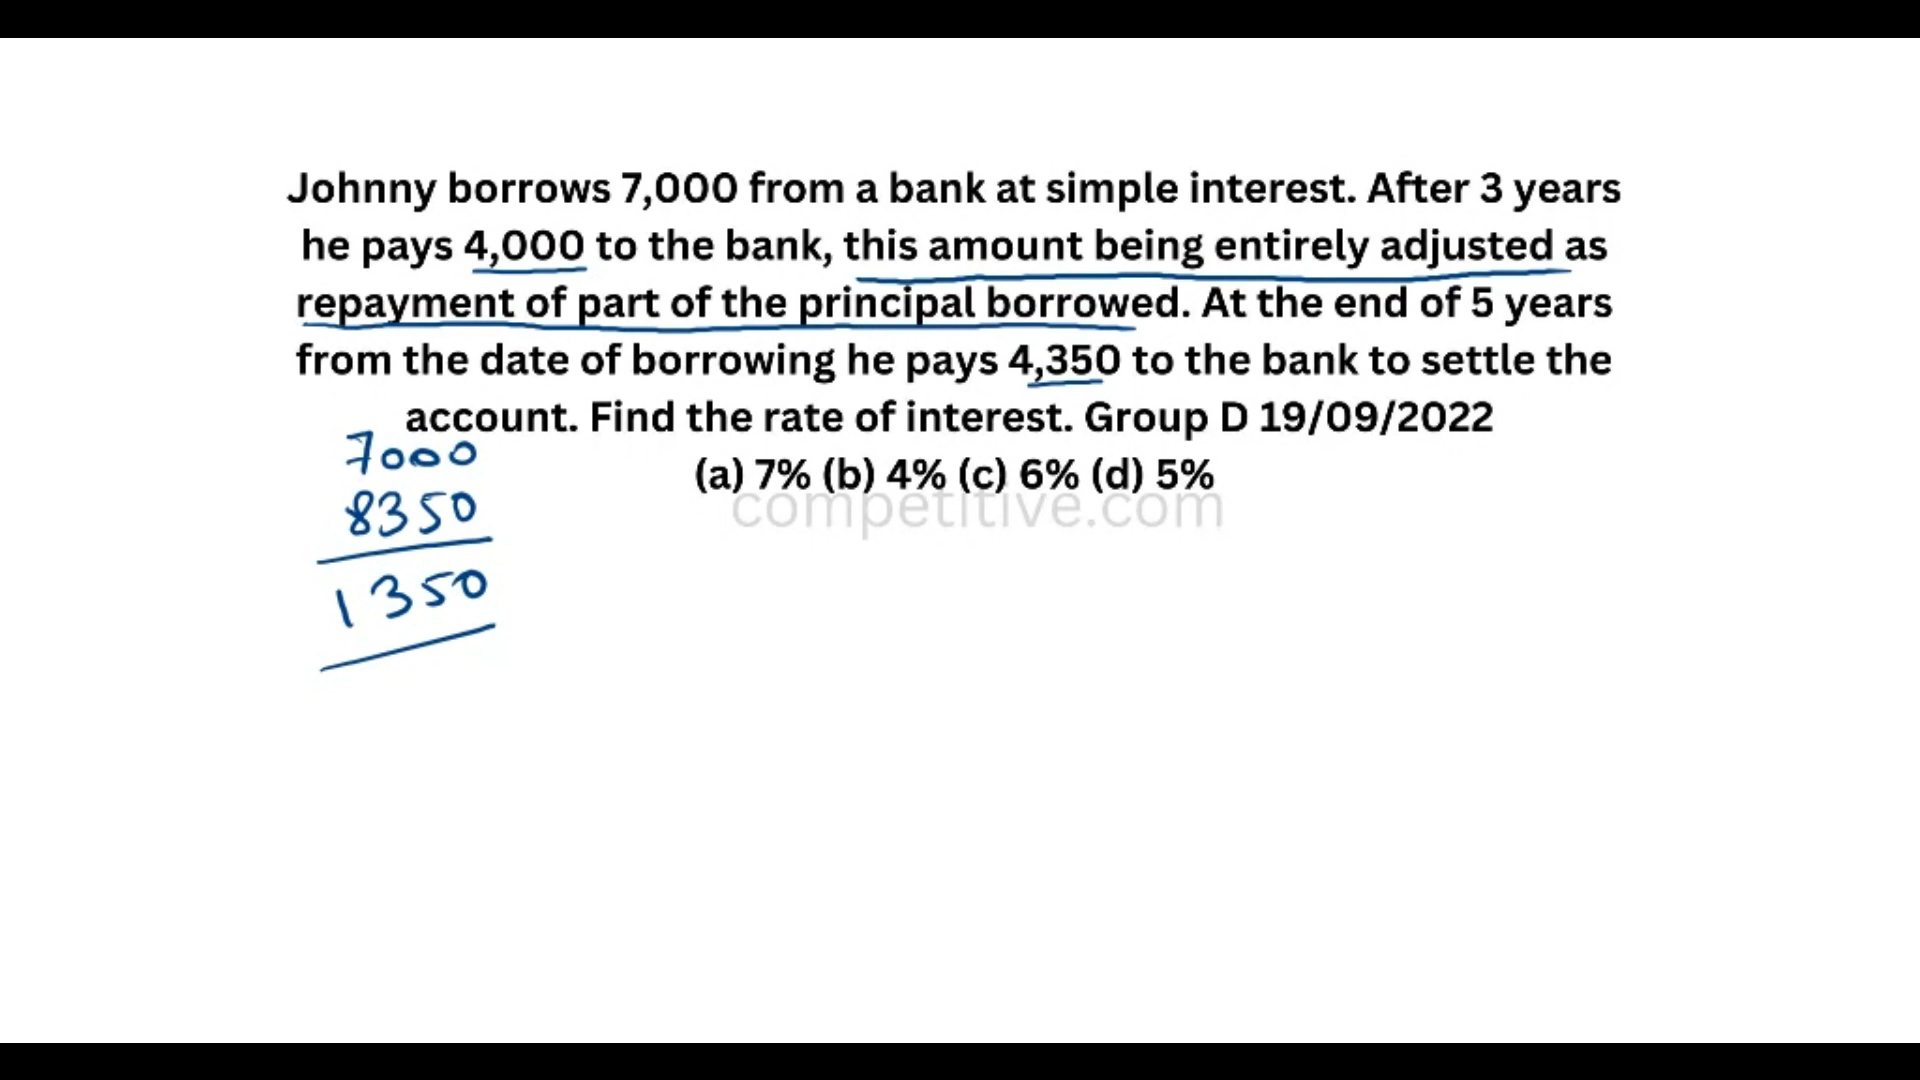 Johnny borrows 7,000 from a bank at simple interest. After 3 years
he pays 4,000 to the bank, this amount being entirely adjusted as
repayment of part of the principal borrowed. At the end of 5 years
from the date of borrowing he pays 4,350 to the bank to settle the
account. Find the rate of interest. Group D 19/09/2022
(a) 7% (b) 4% (c) 6% (d) 5%
competitive.com
7000
8350
1350